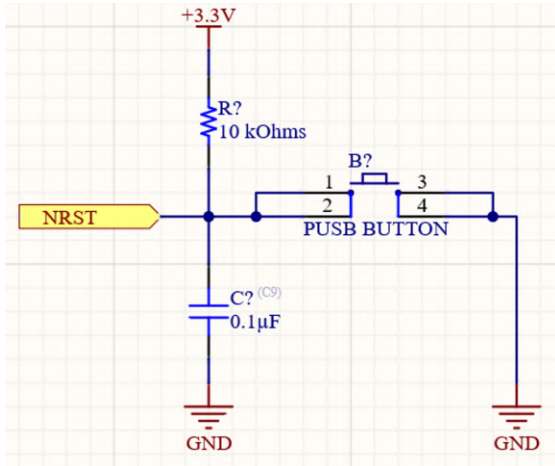 +3.3V
R?
10 kOhms
B?
1
3
2
4
NRST
PUSB BUTTON
C? (C9)
0.1µF
GND
GND